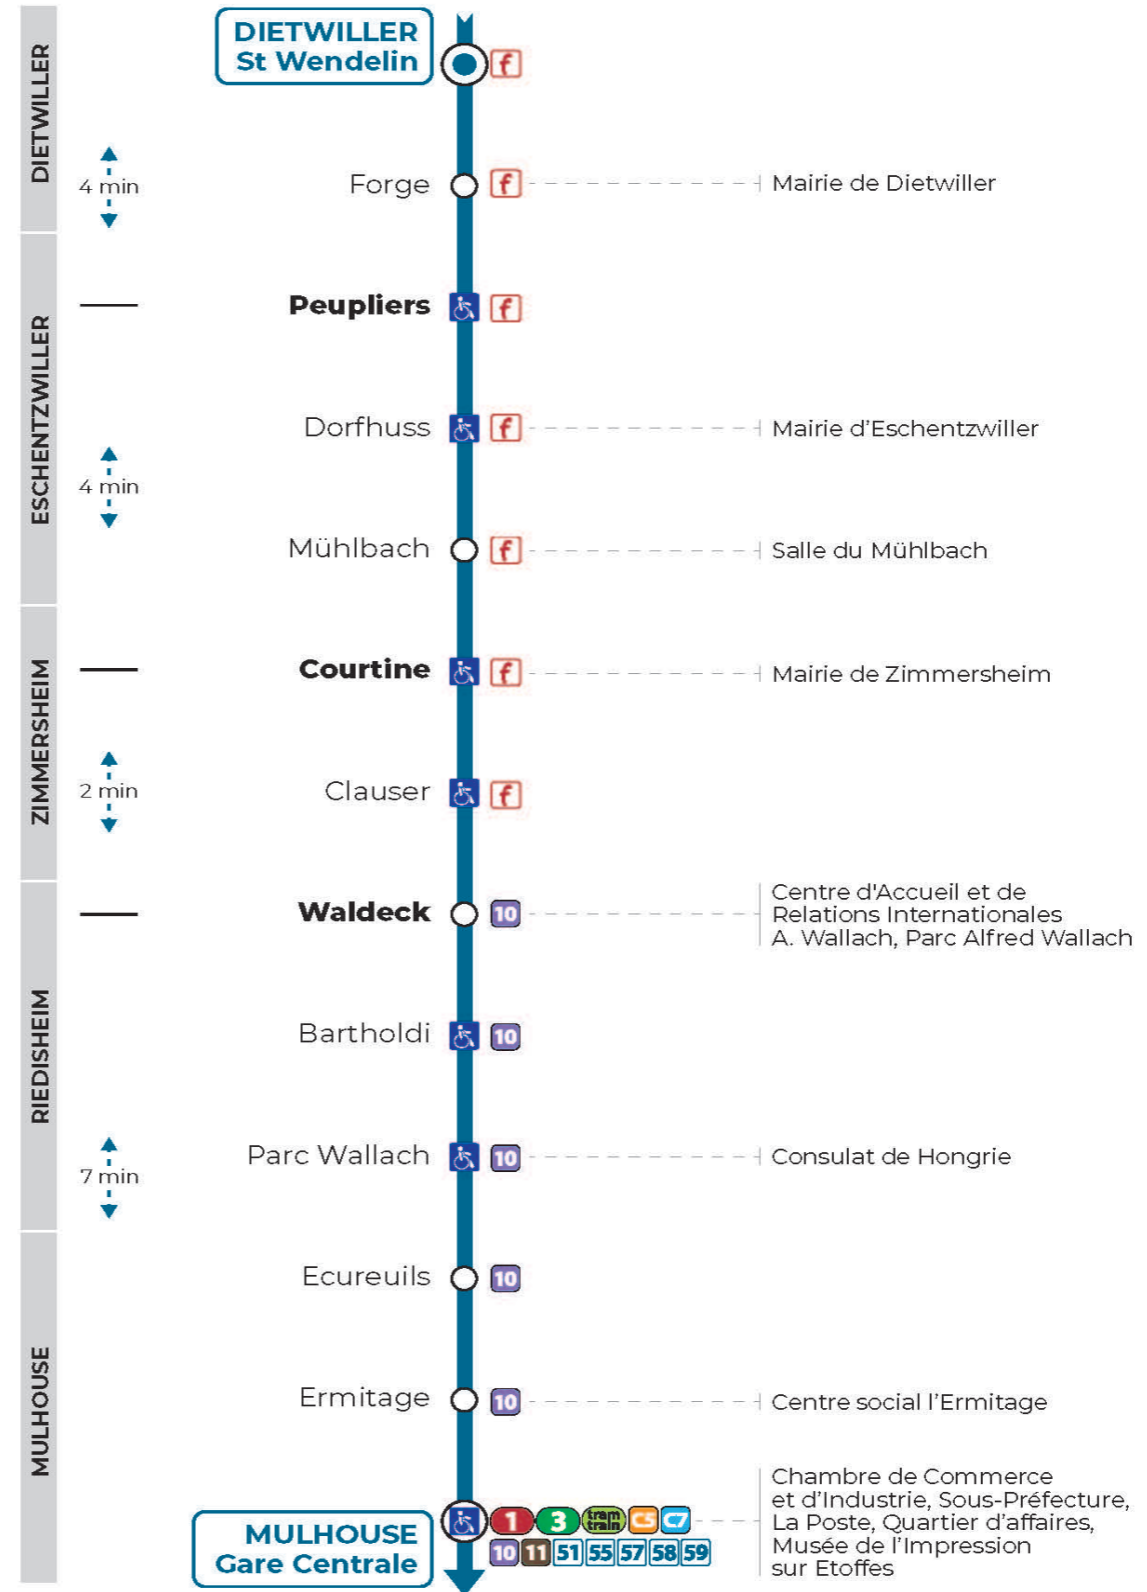 DIETWILLER
DIETWILLER
St Wendelin
f
4 min
Forge
f
Mairie de Dietwiller
ESCHENTZWILLER
Peupliers
f
Dorfhuss
f
Mairie d'Eschentzwiller
4 min
Mühlbach
f
Salle du Mühlbach
ZIMMERSHEIM
Courtine
f
Mairie de Zimmersheim
2 min
Clauser
f
RIEDISHEIM
Waldeck
10
Centre d'Accueil et de
Relations Internationales
A. Wallach, Parc Alfred Wallach
Bartholdi
10
7 min
Parc Wallach
10
Consulat de Hongrie
MULHOUSE
Ecureuils
10
Ermitage
10
Centre social l'Ermitage
MULHOUSE
Gare Centrale
1 3 tram train C5 C7
10 11 51 55 57 58 59
Chambre de Commerce
et d'Industrie, Sous-Préfecture,
La Poste, Quartier d'affaires,
Musée de l'Impression
sur Etoffes